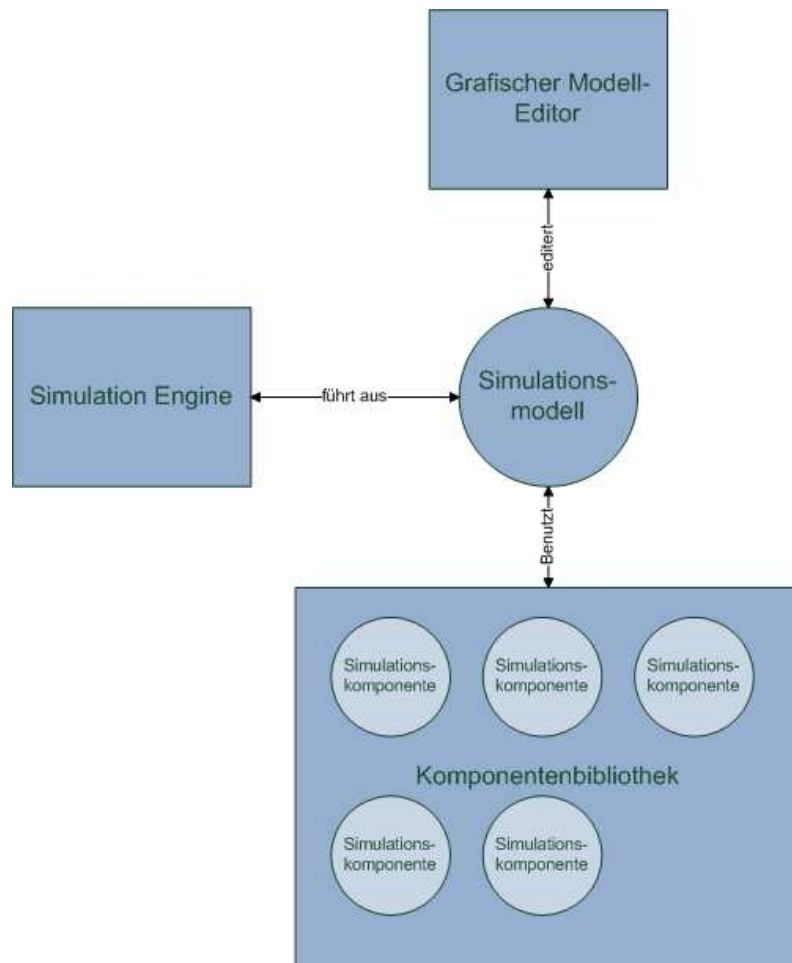 Grafischer Modell-
Editor
editert
Simulation Engine
führt aus
Simulations-
modell
Benutzt
Simulations-
komponente
Simulations-
komponente
Simulations-
komponente
Komponentenbibliothek
Simulations-
komponente
Simulations-
komponente